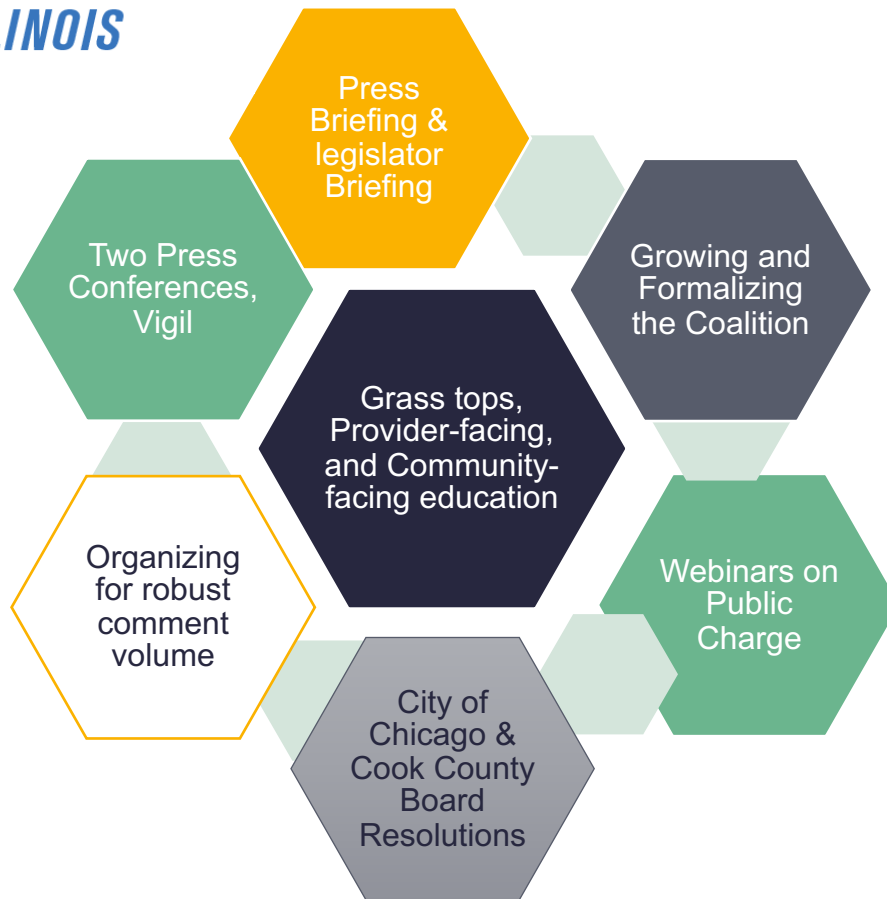 INOIS
Press
Briefing &
legislator
Briefing
Two Press
Conferences,
Vigil
Growing and
Formalizing
the Coalition
Grass tops,
Provider-facing,
and Community-
facing education
Organizing
for robust
comment
volume
Webinars on
Public
Charge
City of
Chicago &
Cook County
Board
Resolutions